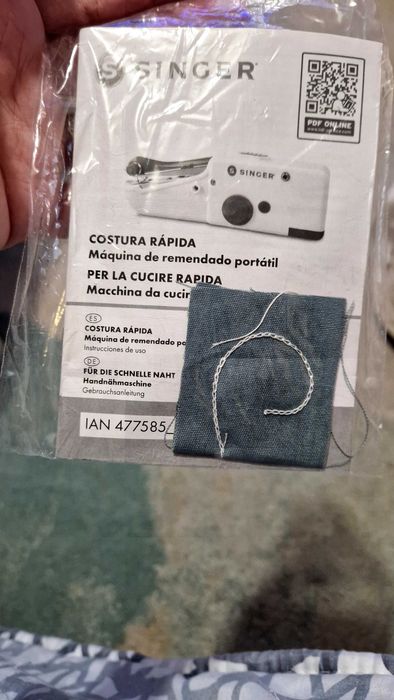 SINGER®
PDF ONLINE
SINGER®
COSTURA RÁPIDA
Máquina de remendado portátil
PER LA CUCIRE RAPIDA
Macchina da cucir
ES
COSTURA RÁPIDA
Máquina de remendado po
Instrucciones de uso
DE
FÜR DIE SCHNELLE NAHT
Handnähmaschine
Gebrauchsanleitung
IAN 477585